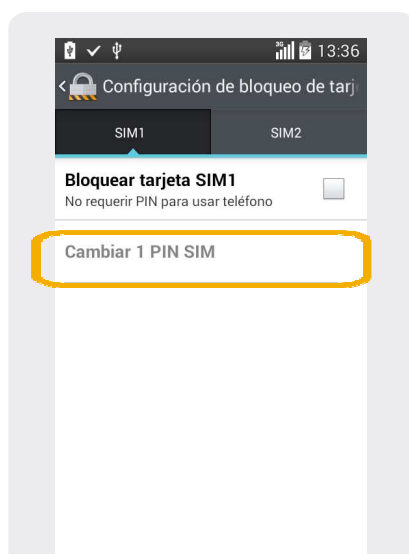 3G 13:36
Configuración de bloqueo de tarj
SIM1 SIM2
Bloquear tarjeta SIM1
No requerir PIN para usar teléfono
Cambiar 1 PIN SIM